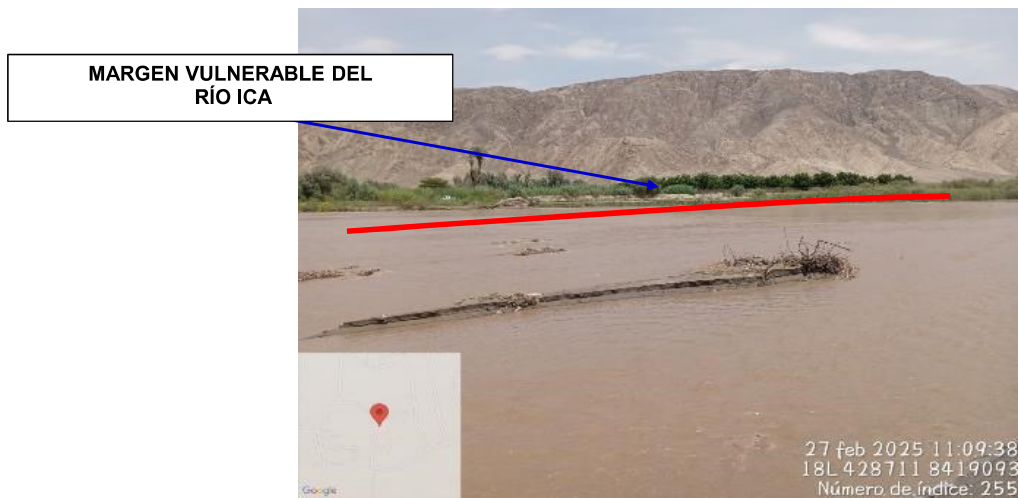 MARGEN VULNERABLE DEL
RÍO ICA
27 feb 2025 11:09:38
18L 428711 8419093
Número de índice: 255
Google